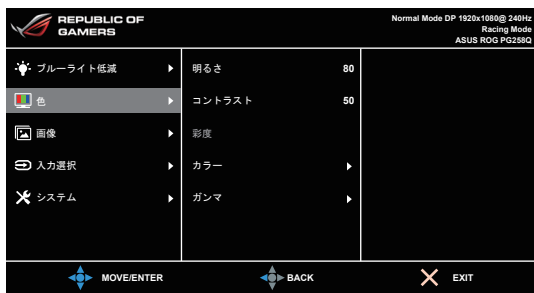 REPUBLIC OF
GAMERS
Normal Mode DP 1920x1080@ 240Hz
Racing Mode
ASUS ROG PG258Q
ブルーライト低減
色
画像
入力選択
システム
明るさ 80
コントラスト 50
彩度
カラー
ガンマ
MOVE/ENTER
BACK
EXIT